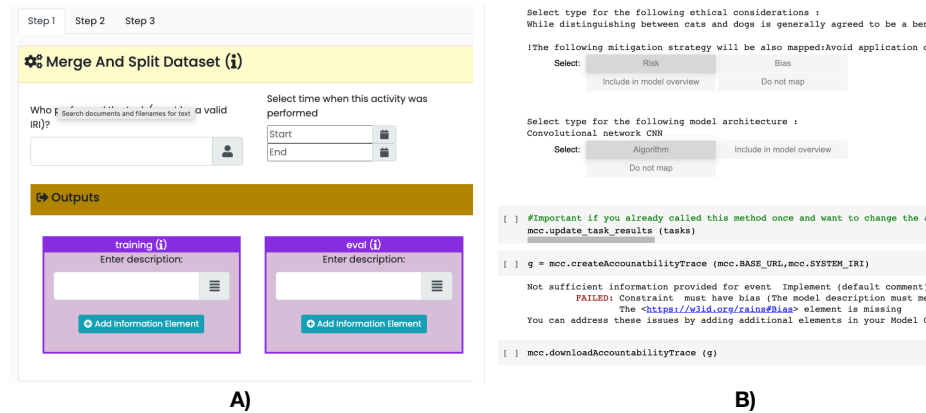 Step 1 Step 2 Step 3
Merge And Split Dataset (i)
Who a valid
IRI)?
Search documents and filenames for text
Select time when this activity was
performed
Start
End
Outputs
training (i)
Enter description:
Add Information Element
eval (i)
Enter description:
Add Information Element
A)
Select type for the following ethical considerations :
While distinguishing between cats and dogs is generally agreed to be a
!The following mitigation strategy will be also mapped:Avoid application
Select: Risk Bias
Include in model overview Do not map
Select type for the following model architecture :
Convolutional network CNN
Select: Algorithm Include in model overview
Do not map
[ ] #Important if you already called this method once and want to change the
mcc.update_task_results (tasks)
[ ] g = mcc.createAccounatbilityTrace (mcc.BASE_URL,mcc.SYSTEM_IRI)
Not sufficient information provided for event Implement (default comment)
FAILED: Constraint must have bias (The model description must
The <https://w3id.org/rains#Bias> element is missing
You can address these issues by adding additional elements in your Model
[ ] mcc.downloadAccountabilityTrace (g)
B)